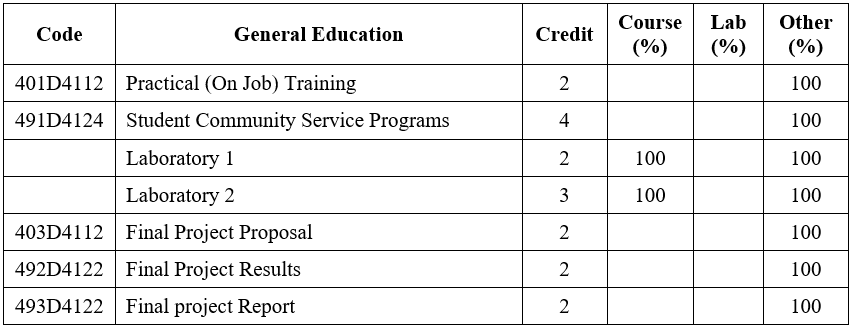 Code General Education Credit Course (%) Lab (%) Other (%)
401D4112 Practical (On Job) Training 2 100
491D4124 Student Community Service Programs 4 100
Laboratory 1 2 100 100
Laboratory 2 3 100 100
403D4112 Final Project Proposal 2 100
492D4122 Final Project Results 2 100
493D4122 Final project Report 2 100